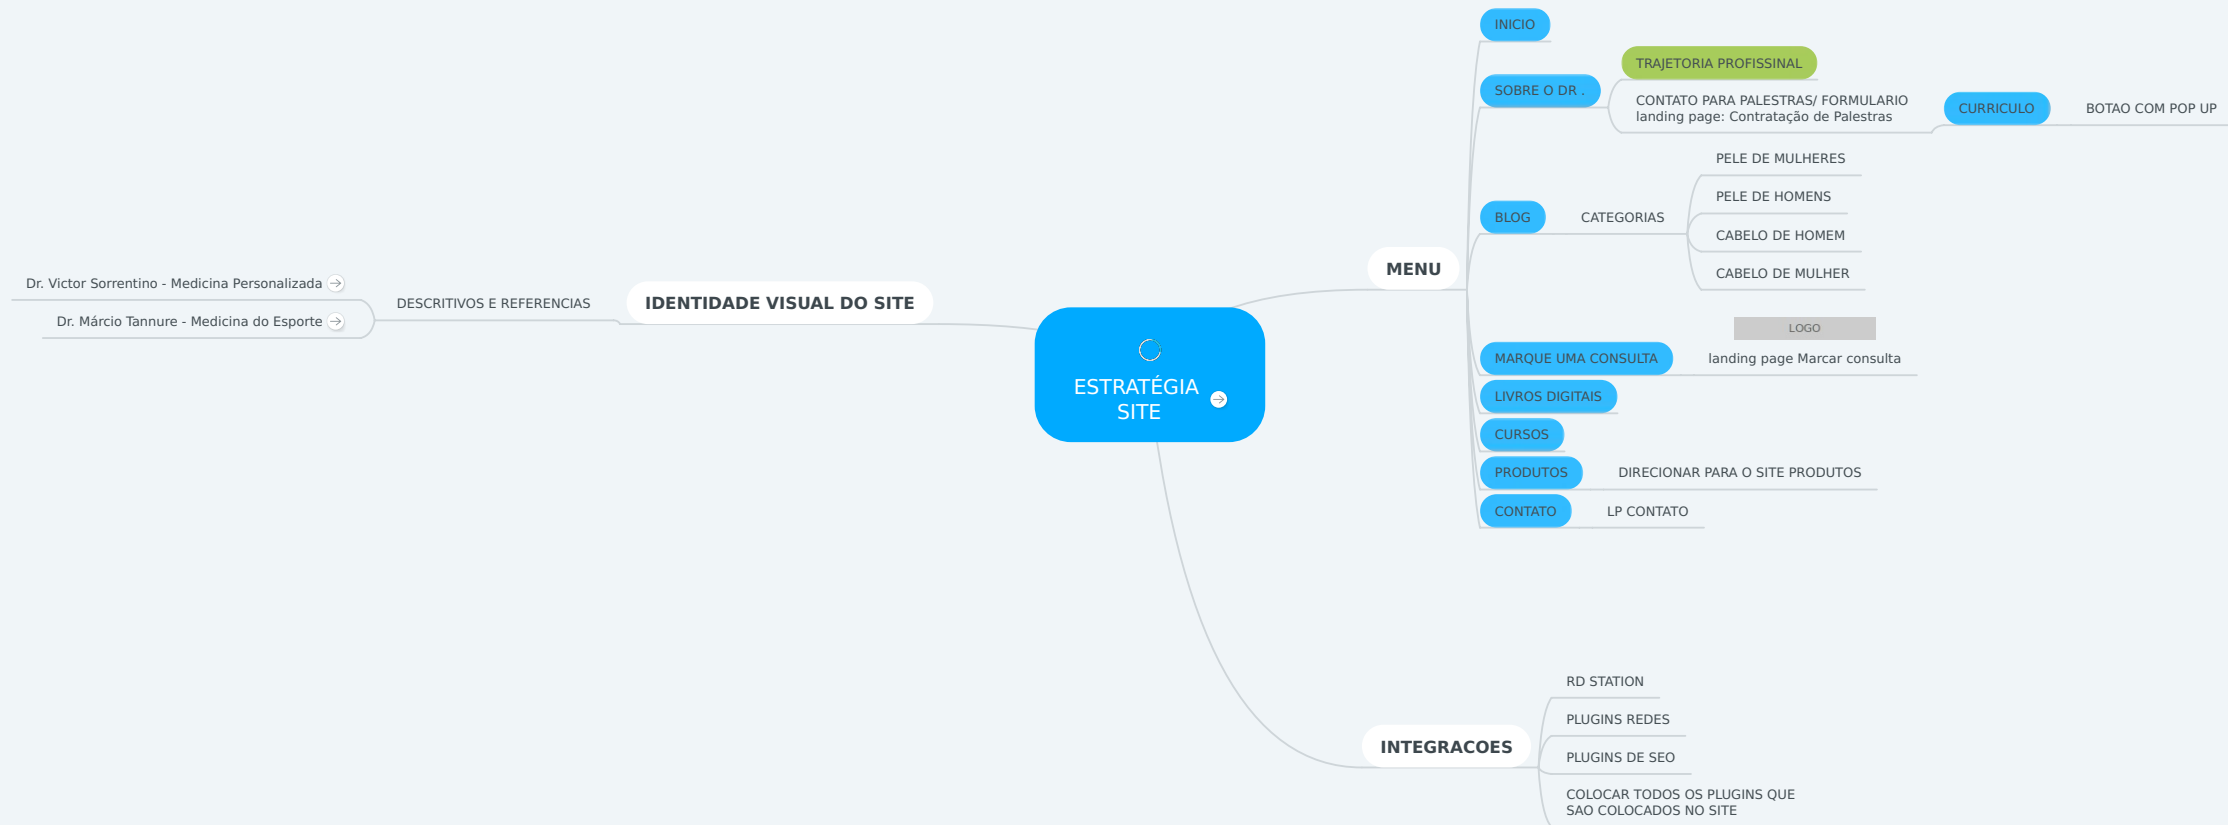 INICIO
TRAJETORIA PROFISSINAL
SOBRE O DR .
CONTATO PARA PALESTRAS/ FORMULARIO
landing page: Contratação de Palestras
CURRICULO
BOTAO COM POP UP
PELE DE MULHERES
PELE DE HOMENS
BLOG
CATEGORIAS
CABELO DE HOMEM
CABELO DE MULHER
MENU
LOGO
MARQUE UMA CONSULTA
landing page Marcar consulta
LIVROS DIGITAIS
CURSOS
PRODUTOS
DIRECIONAR PARA O SITE PRODUTOS
CONTATO
LP CONTATO
Dr. Victor Sorrentino - Medicina Personalizada
Dr. Márcio Tannure - Medicina do Esporte
DESCRITIVOS E REFERENCIAS
IDENTIDADE VISUAL DO SITE
ESTRATÉGIA
SITE
INTEGRACOES
RD STATION
PLUGINS REDES
PLUGINS DE SEO
COLOCAR TODOS OS PLUGINS QUE
SAO COLOCADOS NO SITE